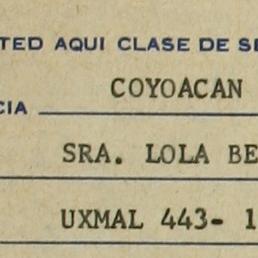 TED AQUI CLASE DE SE
COYOACAN
CIA
SRA. LOLA BE
UXMAL 443- 1